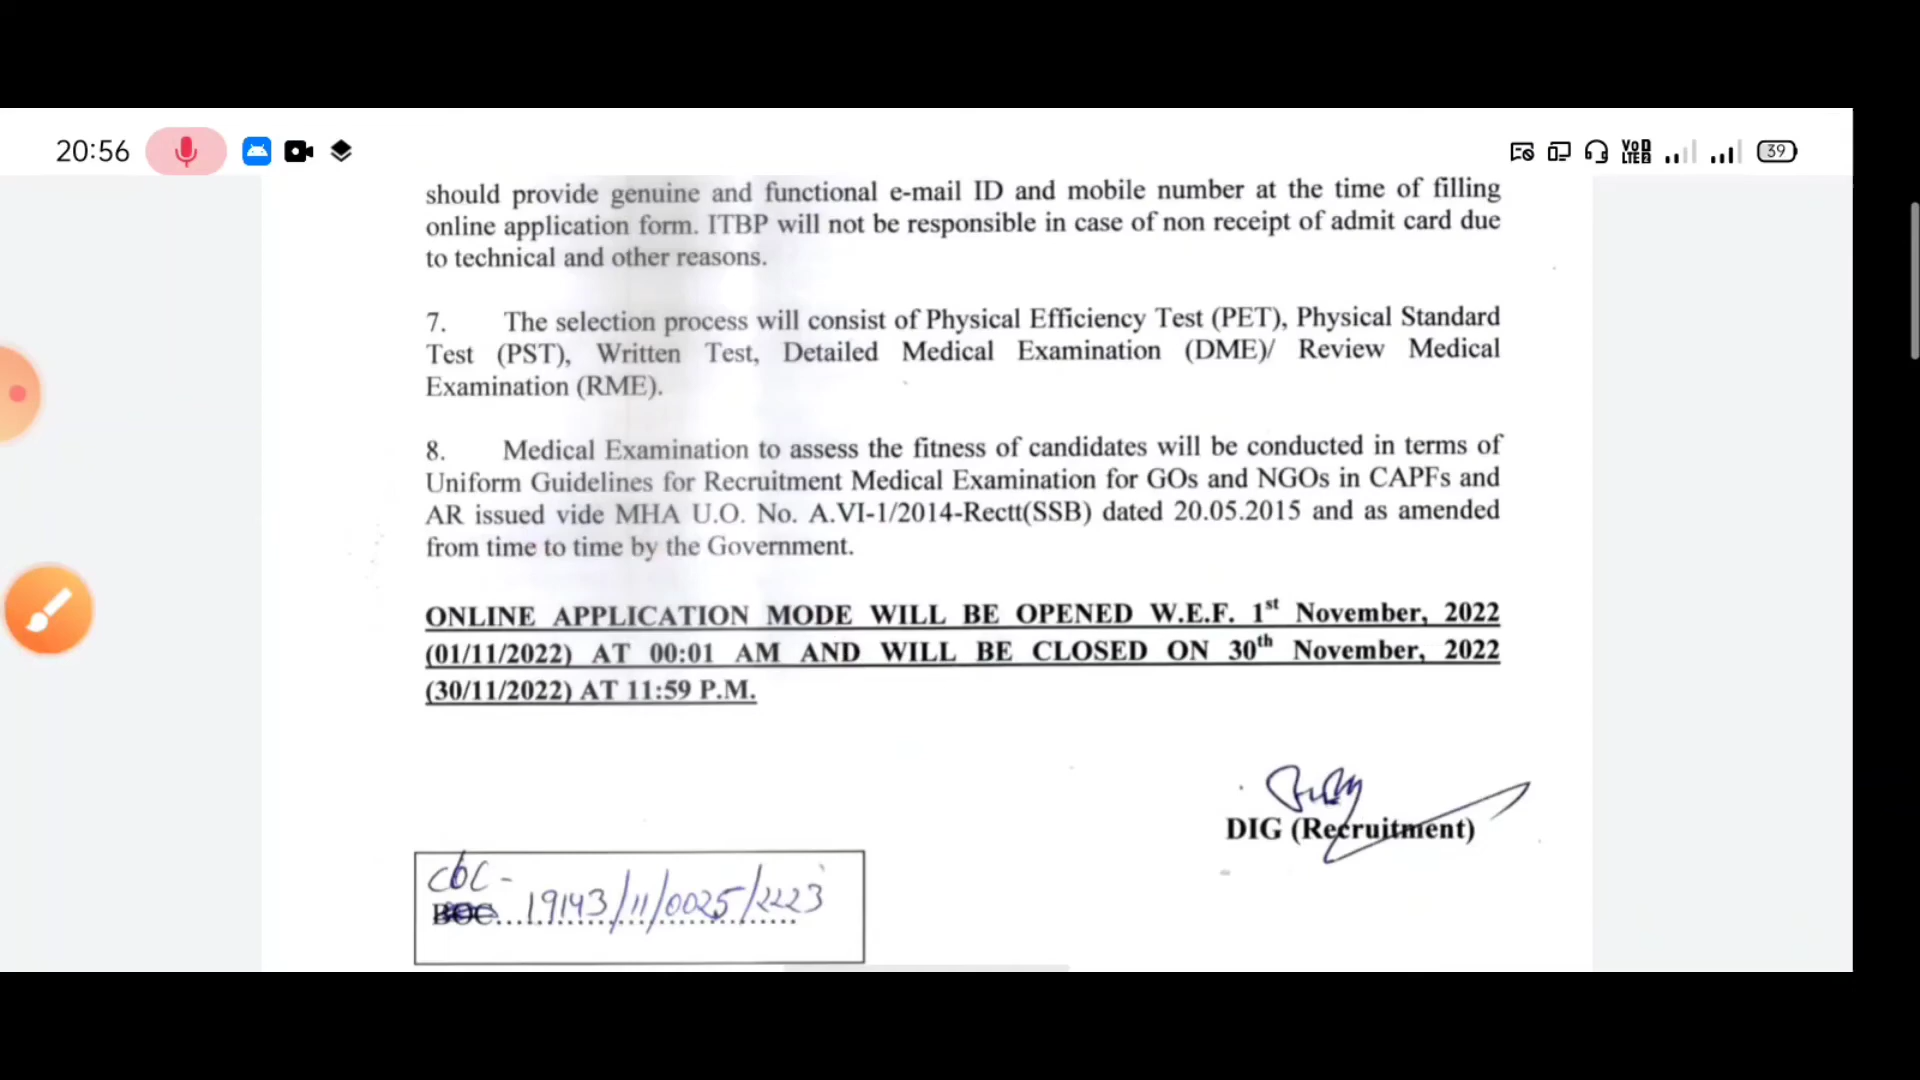 20:56
VoD LTE2
39
should provide genuine and functional e-mail ID and mobile number at the time of filling
online application form. ITBP will not be responsible in case of non receipt of admit card due
to technical and other reasons.
7. The selection process will consist of Physical Efficiency Test (PET), Physical Standard
Test (PST), Written Test, Detailed Medical Examination (DME)/ Review Medical
Examination (RME).
8. Medical Examination to assess the fitness of candidates will be conducted in terms of
Uniform Guidelines for Recruitment Medical Examination for GOs and NGOs in CAPFs and
AR issued vide MHA U.O. No. A.VI-1/2014-Rectt(SSB) dated 20.05.2015 and as amended
from time to time by the Government.
ONLINE APPLICATION MODE WILL BE OPENED W.E.F. 1st November, 2022
(01/11/2022) AT 00:01 AM AND WILL BE CLOSED ON 30th November, 2022
(30/11/2022) AT 11:59 P.M.
DIG (Recruitment)
CBC -
19143/11/0025/2223